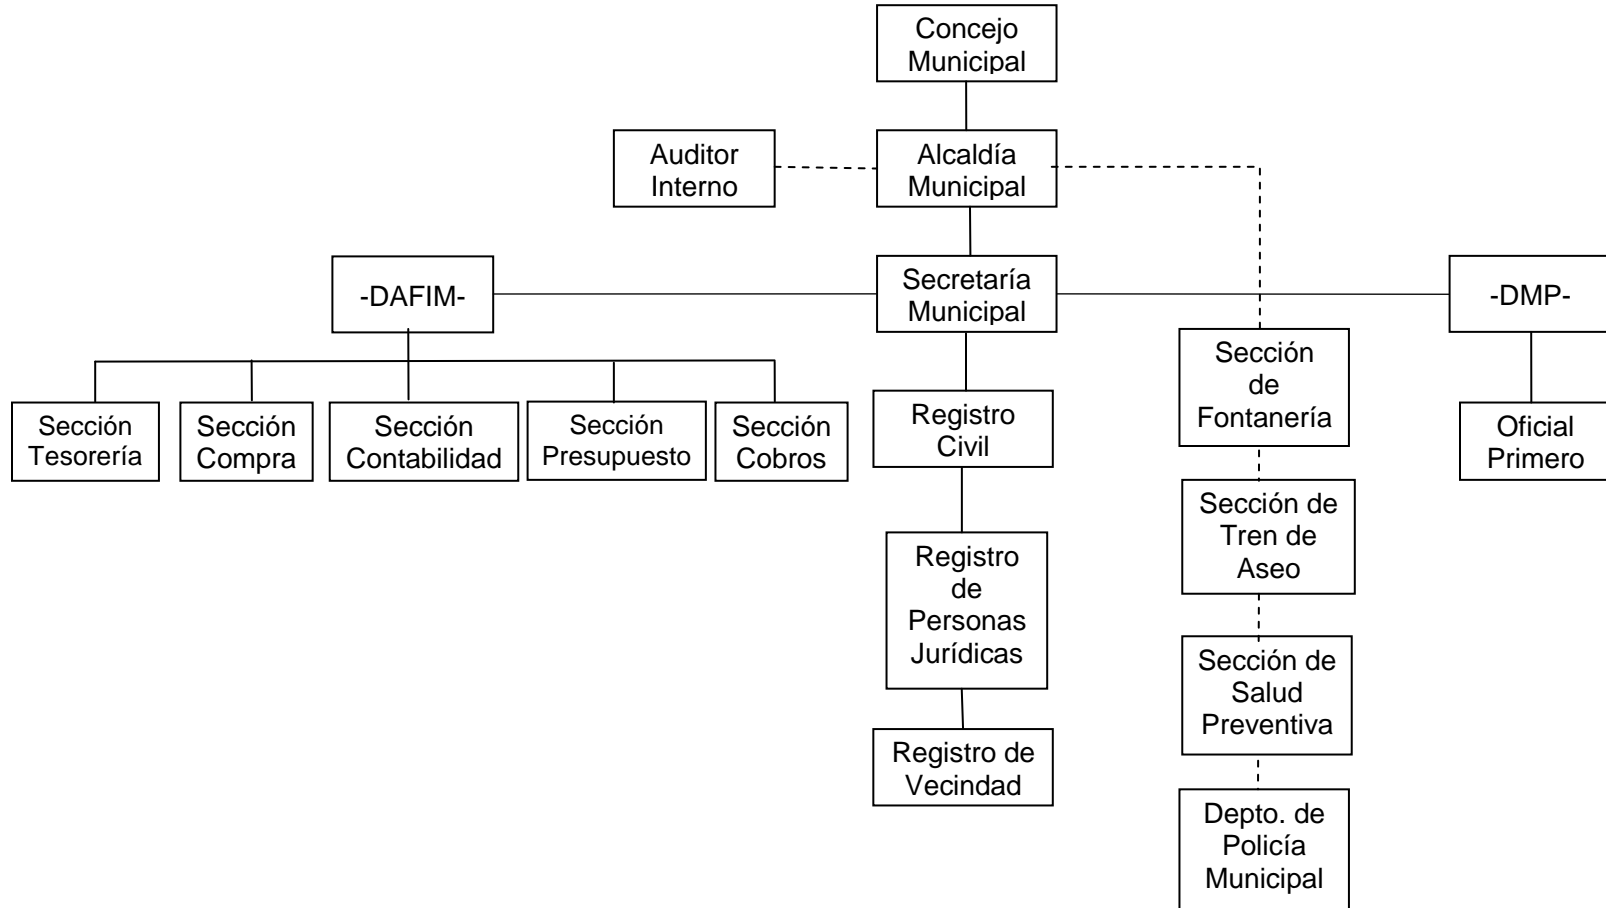 Concejo
Municipal
Auditor
Interno
Alcaldía
Municipal
-DAFIM-
Secretaría
Municipal
-DMP-
Sección
Tesorería
Sección
Compra
Sección
Contabilidad
Sección
Presupuesto
Sección
Cobros
Registro
Civil
Sección
de
Fontanería
Oficial
Primero
Registro
de
Personas
Jurídicas
Sección de
Tren de
Aseo
Registro de
Vecindad
Sección de
Salud
Preventiva
Depto. de
Policía
Municipal